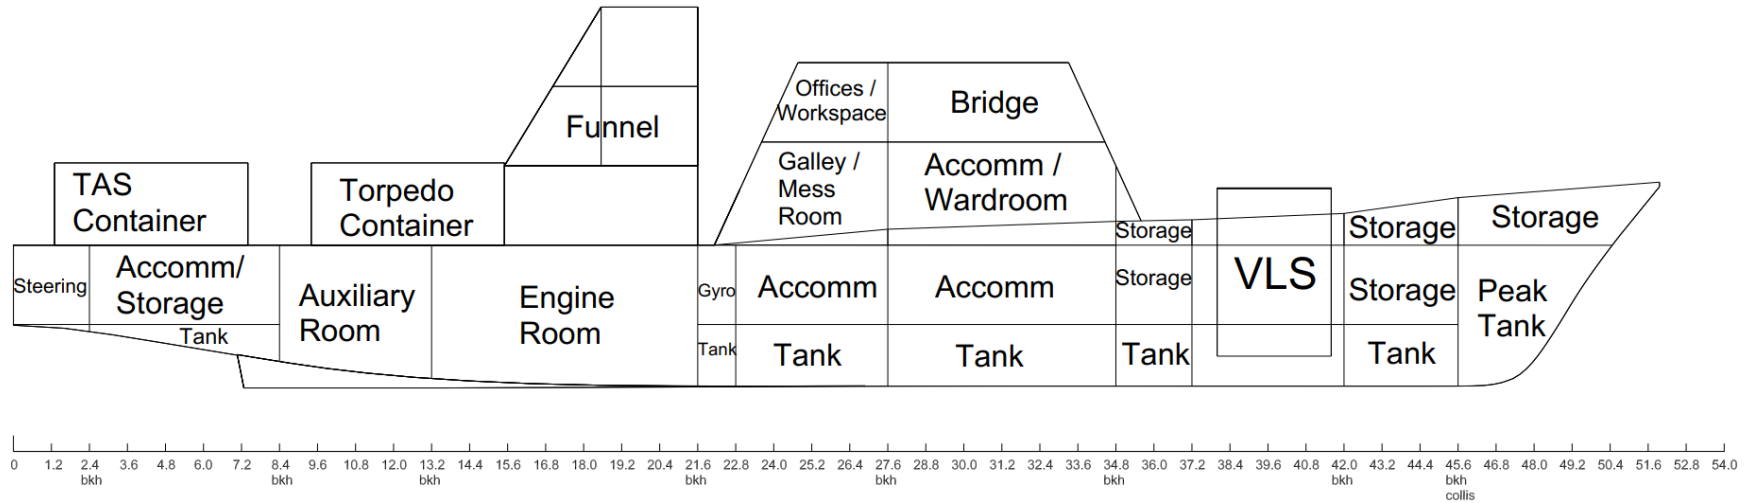 Offices /
Workspace
Bridge
Funnel
TAS
Container
Torpedo
Container
Galley /
Mess
Room
Accomm /
Wardroom
Storage
Storage
Storage
Steering
Accomm/
Storage
Tank
Auxiliary
Room
Engine
Room
Gyro
Accomm
Accomm
Storage
VLS
Storage
Peak
Tank
Tank
Tank
Tank
Tank
Tank
0 1.2 2.4 3.6 4.8 6.0 7.2 8.4 9.6 10.8 12.0 13.2 14.4 15.6 16.8 18.0 19.2 20.4 21.6 22.8 24.0 25.2 26.4 27.6 28.8 30.0 31.2 32.4 33.6 34.8 36.0 37.2 38.4 39.6 40.8 42.0 43.2 44.4 45.6 46.8 48.0 49.2 50.4 51.6 52.8 54.0
bkh bkh bkh bkh bkh bkh bkh bkh
collis